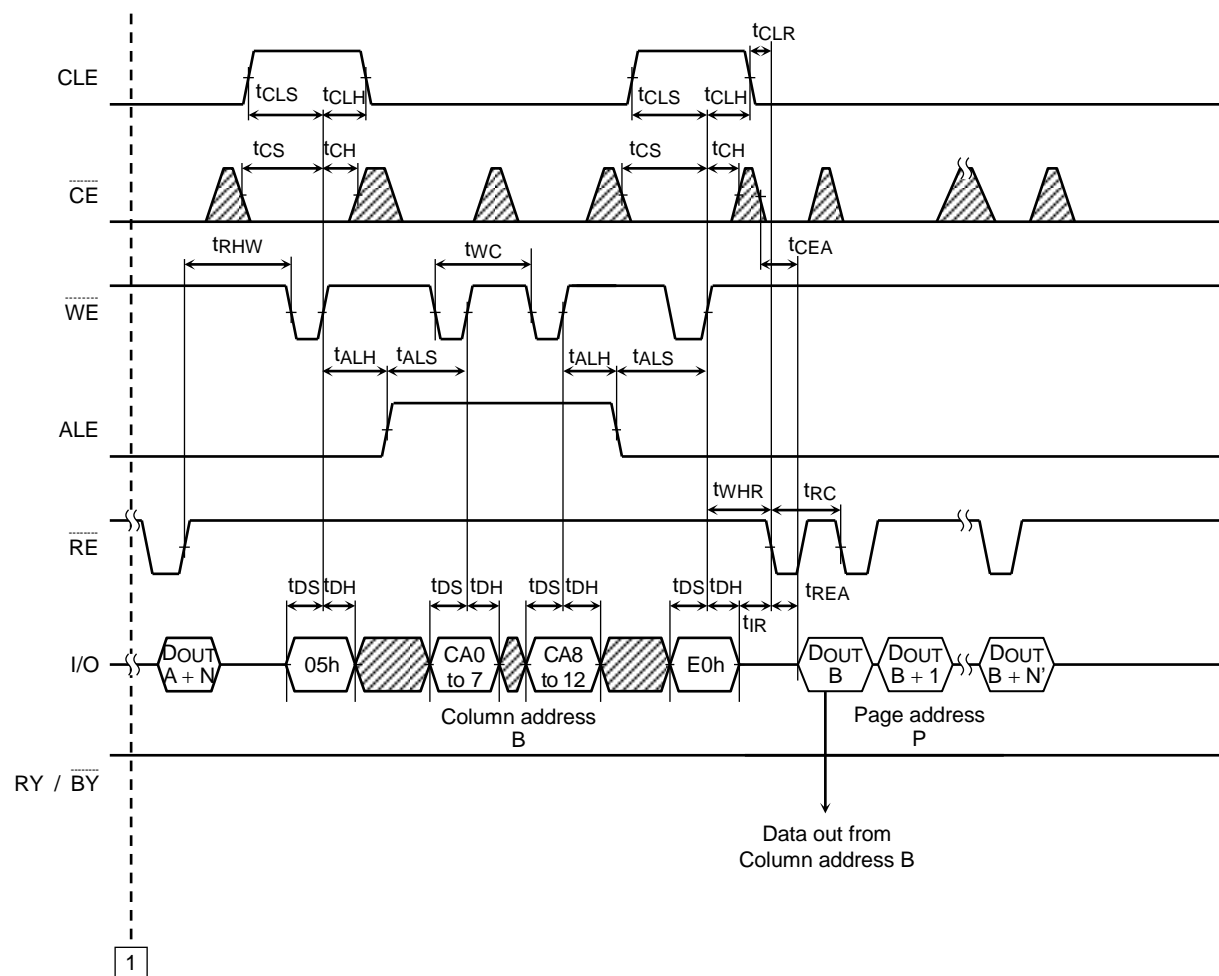 tCLR
CLE
tCLS tCLH tCLS tCLH
tCS tCH tCS tCH
CE
tRHW tWC tCEA
WE
tALH tALS tALH tALS
ALE
tWHR tRC
RE
tDS tDH tDS tDH tDS tDH tDS tDH tREA
tIR
I/O
DOUT
A + N
05h
CA0
to 7
CA8
to 12
E0h
DOUT
B
DOUT
B + 1
DOUT
B + N’
Column address
B
Page address
P
RY / BY
Data out from
Column address B
1